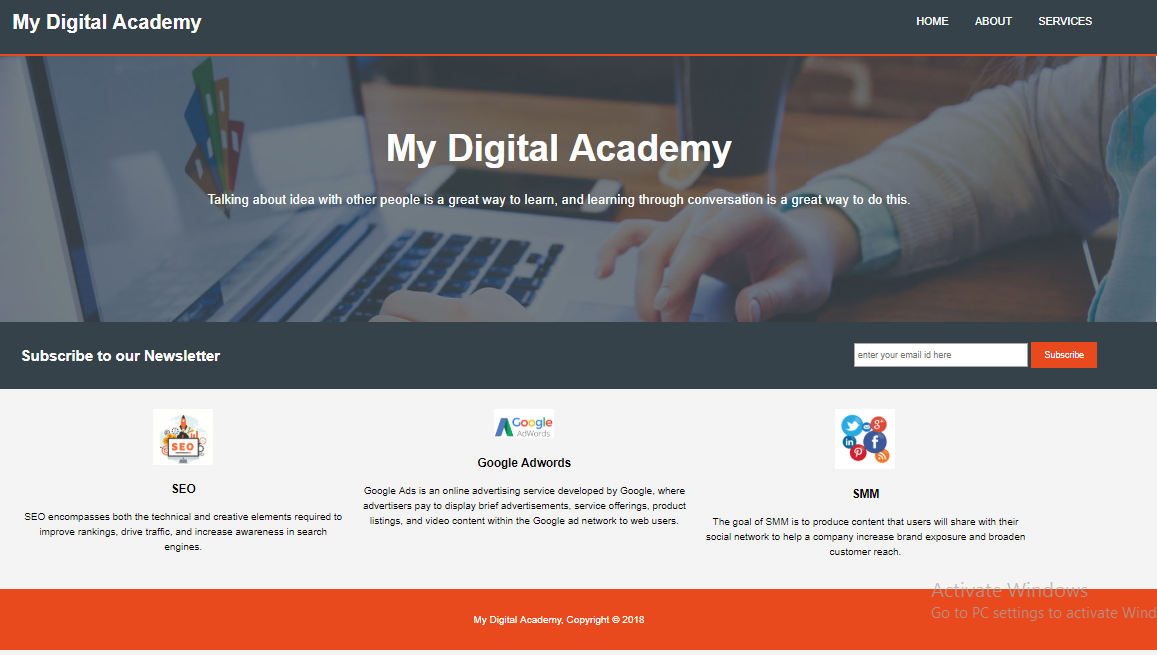 My Digital Academy
HOME ABOUT SERVICES
My Digital Academy
Talking about idea with other people is a great way to learn, and learning through conversation is a great way to do this.
Subscribe to our Newsletter
enter your email id here
Subscribe
SEO
SEO
SEO encompasses both the technical and creative elements required to
improve rankings, drive traffic, and increase awareness in search
engines.
Google
AdWords
Google Adwords
Google Ads is an online advertising service developed by Google, where
advertisers pay to display brief advertisements, service offerings, product
listings, and video content within the Google ad network to web users.
g+
in
f
SMM
The goal of SMM is to produce content that users will share with their
social network to help a company increase brand exposure and broaden
customer reach.
Activate Windows
Go to PC settings to activate Wind
My Digital Academy, Copyright © 2018